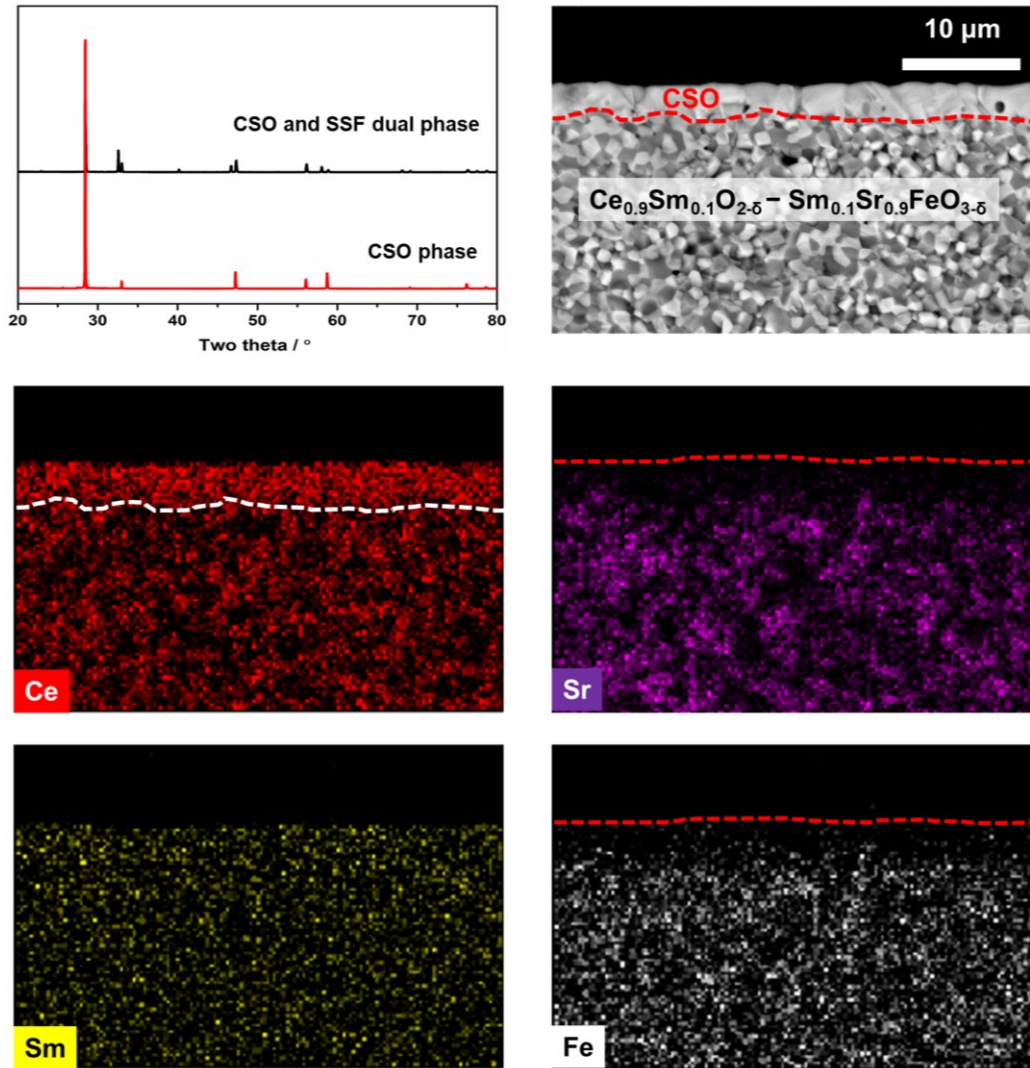 CSO and SSF dual phase
CSO phase
20 30 40 50 60 70 80
Two theta / °
10 µm
CSO
Ce₀.₉Sm₀.₁O₂₋δ − Sm₀.₁Sr₀.₉FeO₃₋δ
Ce
Sr
Sm
Fe